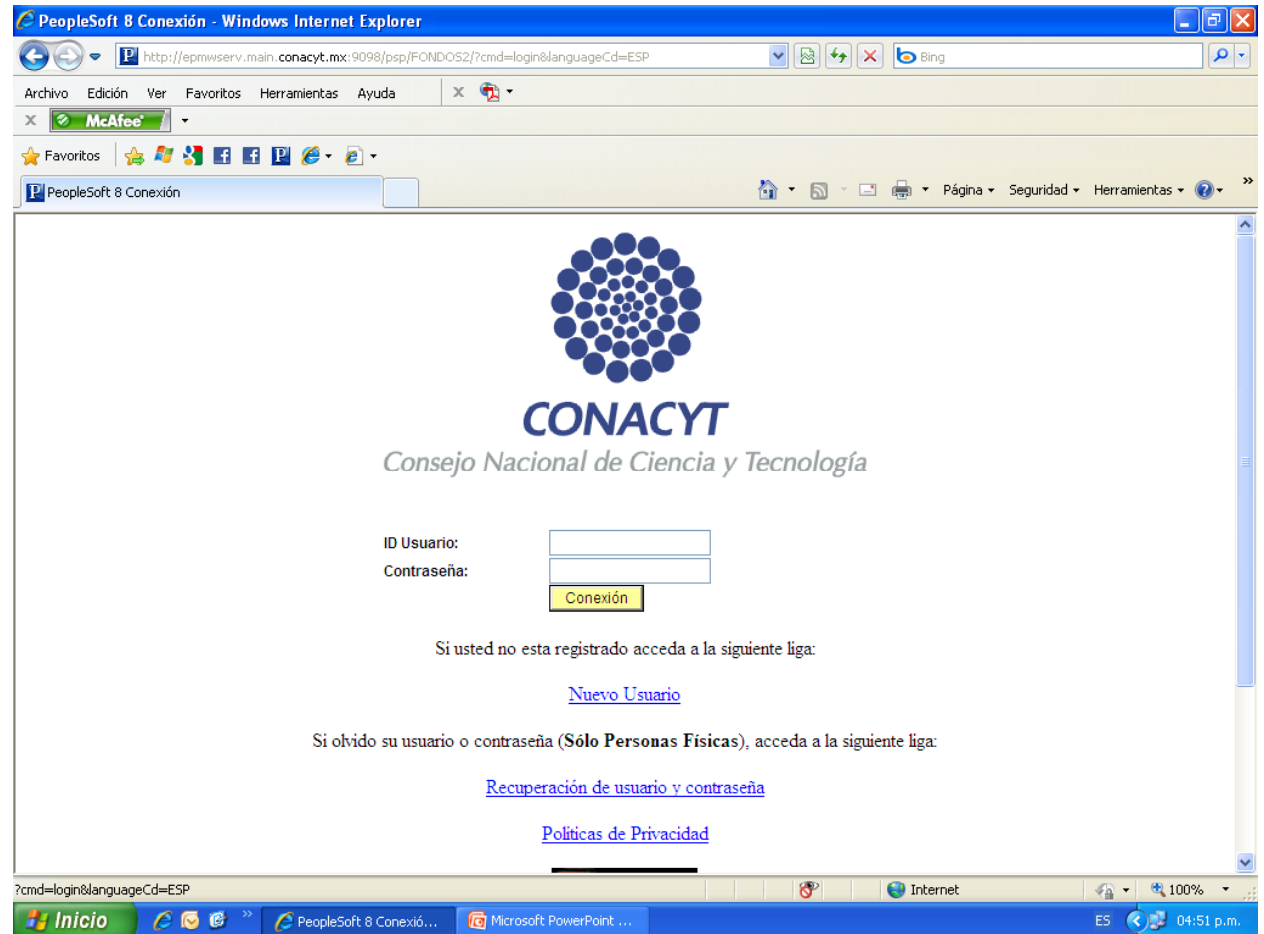 PeopleSoft 8 Conexión - Windows Internet Explorer
http://epmwserv.main.conacyt.mx:9098/psp/FONDOS2/?cmd=login&languageCd=ESP
Bing
Archivo Edición Ver Favoritos Herramientas Ayuda
McAfee
Favoritos
PeopleSoft 8 Conexión
Página Seguridad Herramientas
CONACYT
Consejo Nacional de Ciencia y Tecnología
ID Usuario:
Contraseña:
Conexión
Si usted no esta registrado acceda a la siguiente liga:
Nuevo Usuario
Si olvido su usuario o contraseña (Sólo Personas Físicas), acceda a la siguiente liga:
Recuperación de usuario y contraseña
Politicas de Privacidad
?cmd=login&languageCd=ESP
Internet
100%
Inicio
PeopleSoft 8 Conexió...
Microsoft PowerPoint ...
ES
04:51 p.m.